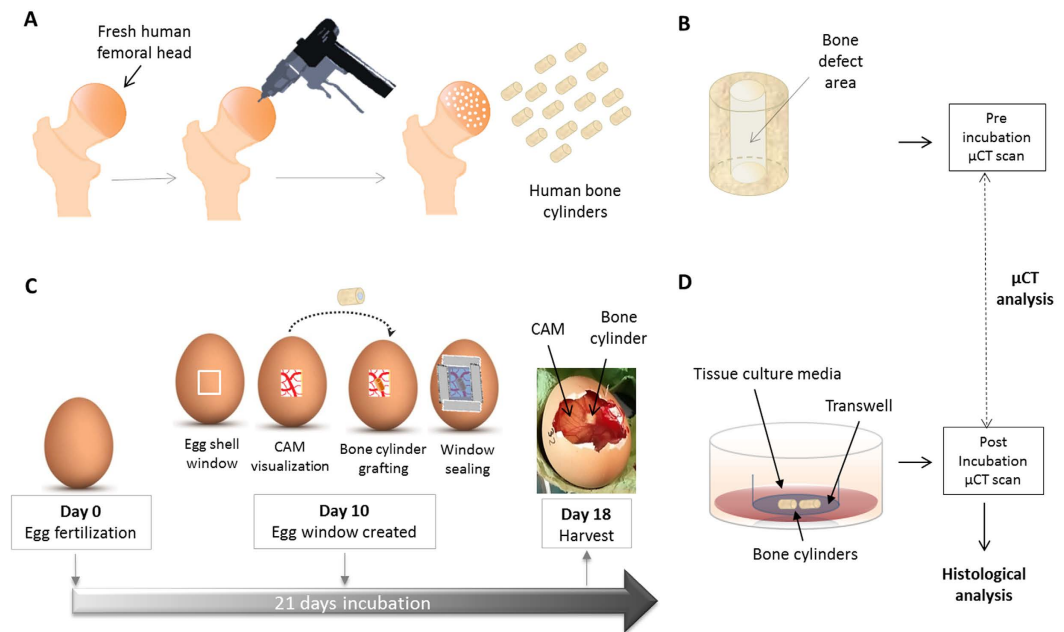 A
Fresh human
femoral head
Human bone
cylinders
B
Bone
defect
area
Pre
incubation
µCT scan
µCT
analysis
C
CAM
Bone
cylinder
Egg shell
window
CAM
visualization
Bone cylinder
grafting
Window
sealing
Day 0
Egg fertilization
Day 10
Egg window created
Day 18
Harvest
21 days incubation
D
Tissue culture media
Transwell
Bone cylinders
Post
Incubation
µCT scan
Histological
analysis